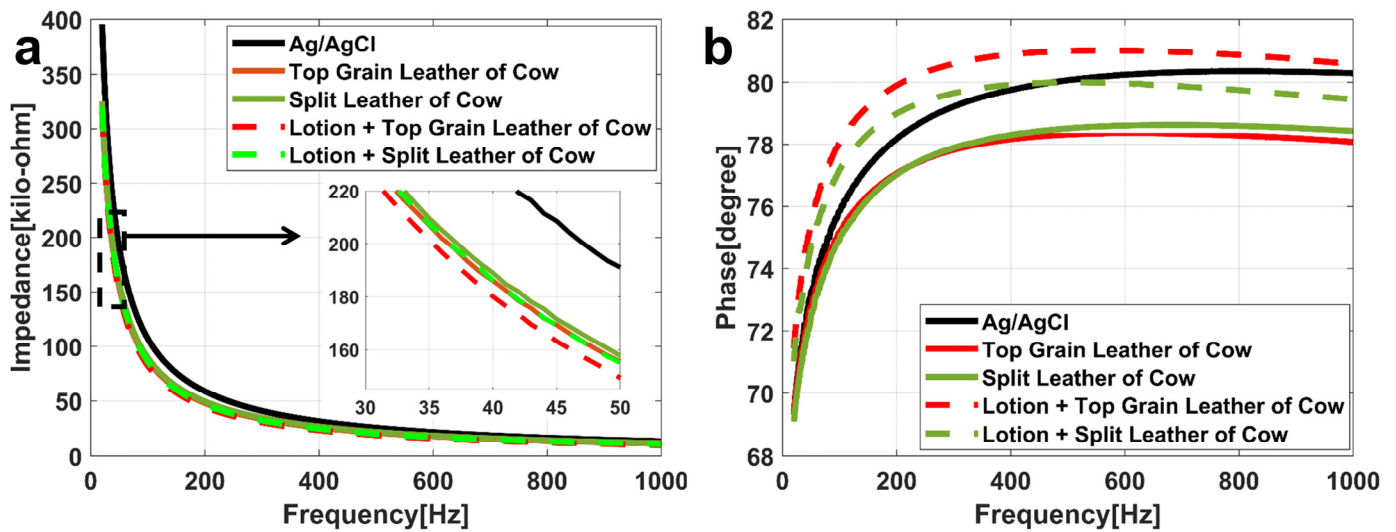 a
Impedance[kilo-ohm]
400
350
300
250
200
150
100
50
0
Ag/AgCl
Top Grain Leather of Cow
Split Leather of Cow
Lotion + Top Grain Leather of Cow
Lotion + Split Leather of Cow
220
200
180
160
30 35 40 45 50
0 200 400 600 800 1000
Frequency[Hz]
b
Phase[degree]
82
80
78
76
74
72
70
68
Ag/AgCl
Top Grain Leather of Cow
Split Leather of Cow
Lotion + Top Grain Leather of Cow
Lotion + Split Leather of Cow
0 200 400 600 800 1000
Frequency[Hz]